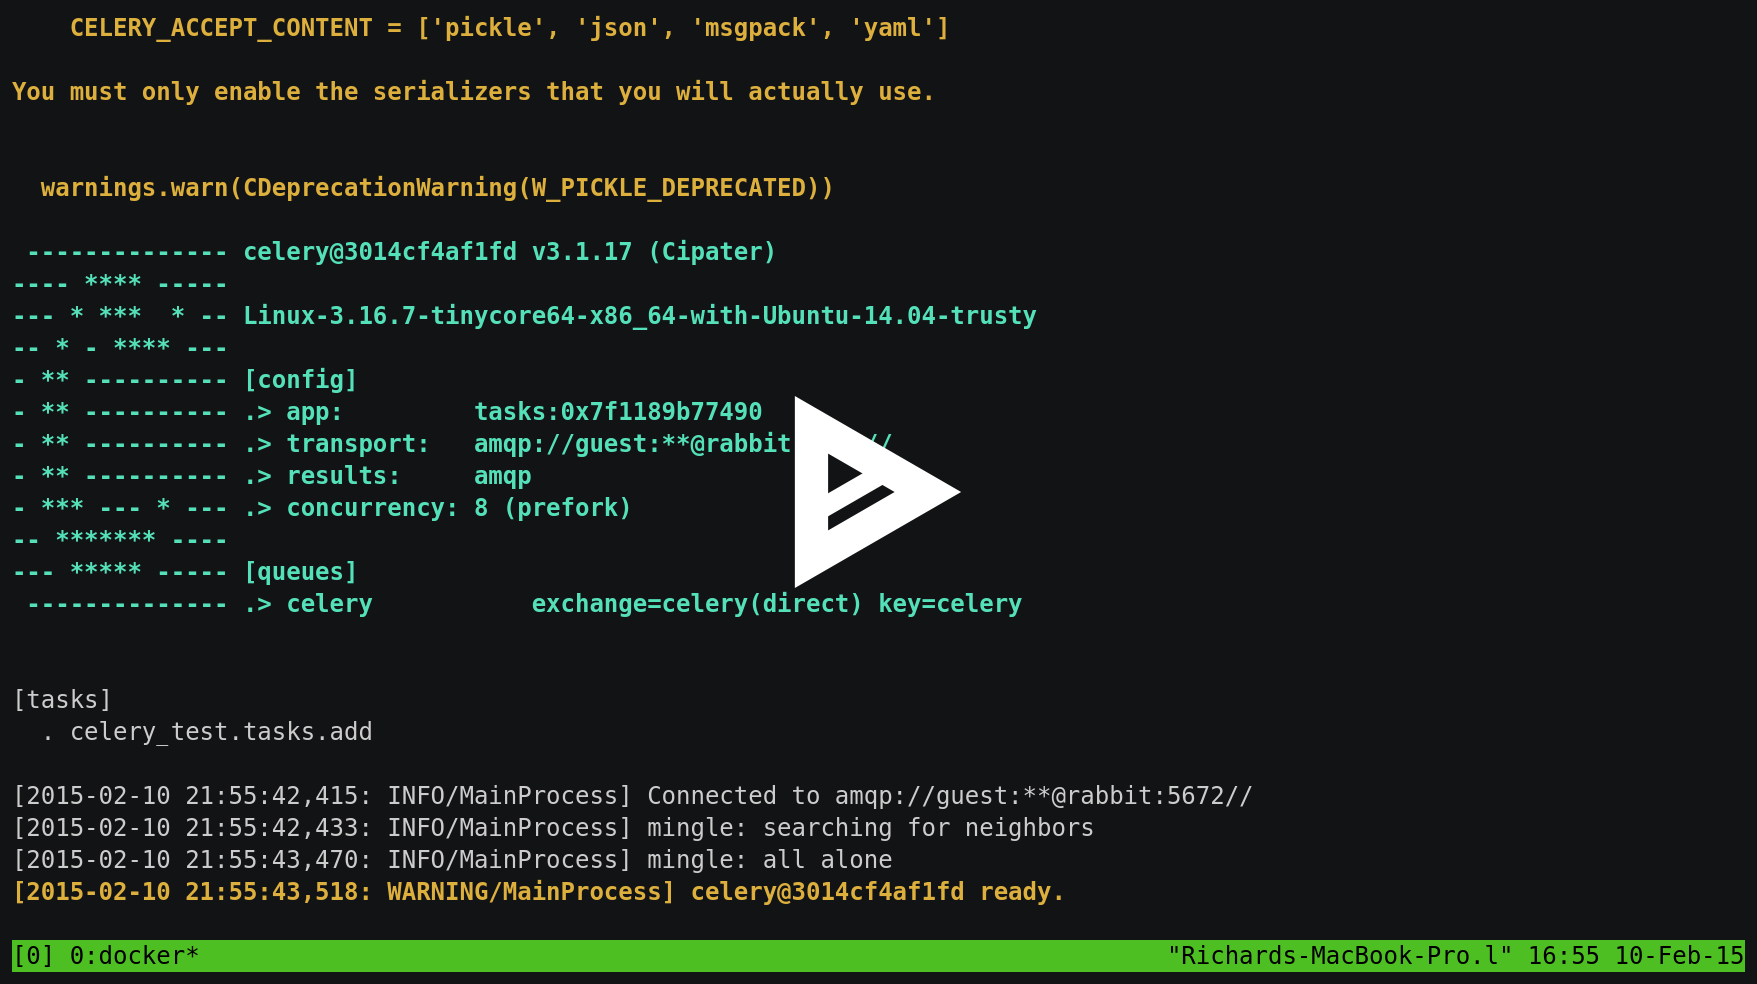 CELERY_ACCEPT_CONTENT = ['pickle', 'json', 'msgpack', 'yaml']
You must only enable the serializers that you will actually use.
warnings.warn(CDeprecationWarning(W_PICKLE_DEPRECATED))
-------------- celery@3014cf4af1fd v3.1.17 (Cipater)
---- **** -----
--- * ***  * -- Linux-3.16.7-tinycore64-x86_64-with-Ubuntu-14.04-trusty
-- * - **** ---
- ** ---------- [config]
- ** ---------- .> app:         tasks:0x7f1189b77490
- ** ---------- .> transport:   amqp://guest:**@rabbit //
- ** ---------- .> results:     amqp
- *** --- * --- .> concurrency: 8 (prefork)
-- ******* ----
--- ***** ----- [queues]
-------------- .> celery           exchange=celery(direct) key=celery
[tasks]
. celery_test.tasks.add
[2015-02-10 21:55:42,415: INFO/MainProcess] Connected to amqp://guest:**@rabbit:5672//
[2015-02-10 21:55:42,433: INFO/MainProcess] mingle: searching for neighbors
[2015-02-10 21:55:43,470: INFO/MainProcess] mingle: all alone
[2015-02-10 21:55:43,518: WARNING/MainProcess] celery@3014cf4af1fd ready.
[0] 0:docker* "Richards-MacBook-Pro.l" 16:55 10-Feb-15